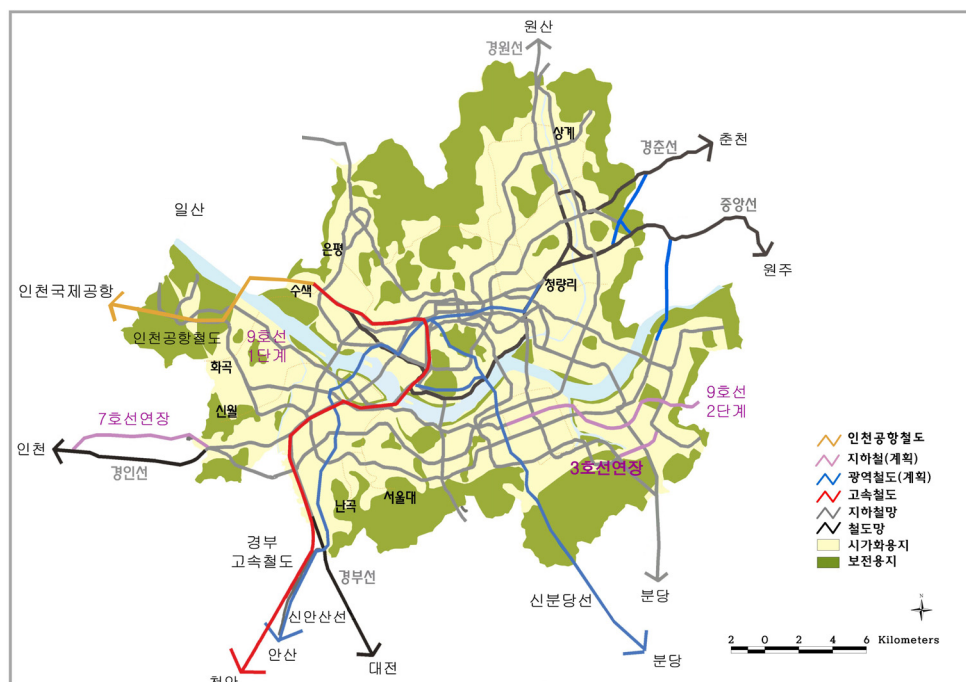 원산
경원선
상계
춘천
경춘선
중앙선
일산
은평
원주
청량리
인천국제공항
수색
인천공항철도
9호선
1단계
화곡
9호선
2단계
신월
7호선연장
인천
경인선
3호선연장
서울대
난곡
경부
고속철도
경부선
신안산선
신분당선
분당
안산
대전
분당
천안
인천공항철도
지하철(계획)
광역철도(계획)
고속철도
지하철망
철도망
시가화용지
보전용지
N
2 0 2 4 6 Kilometers